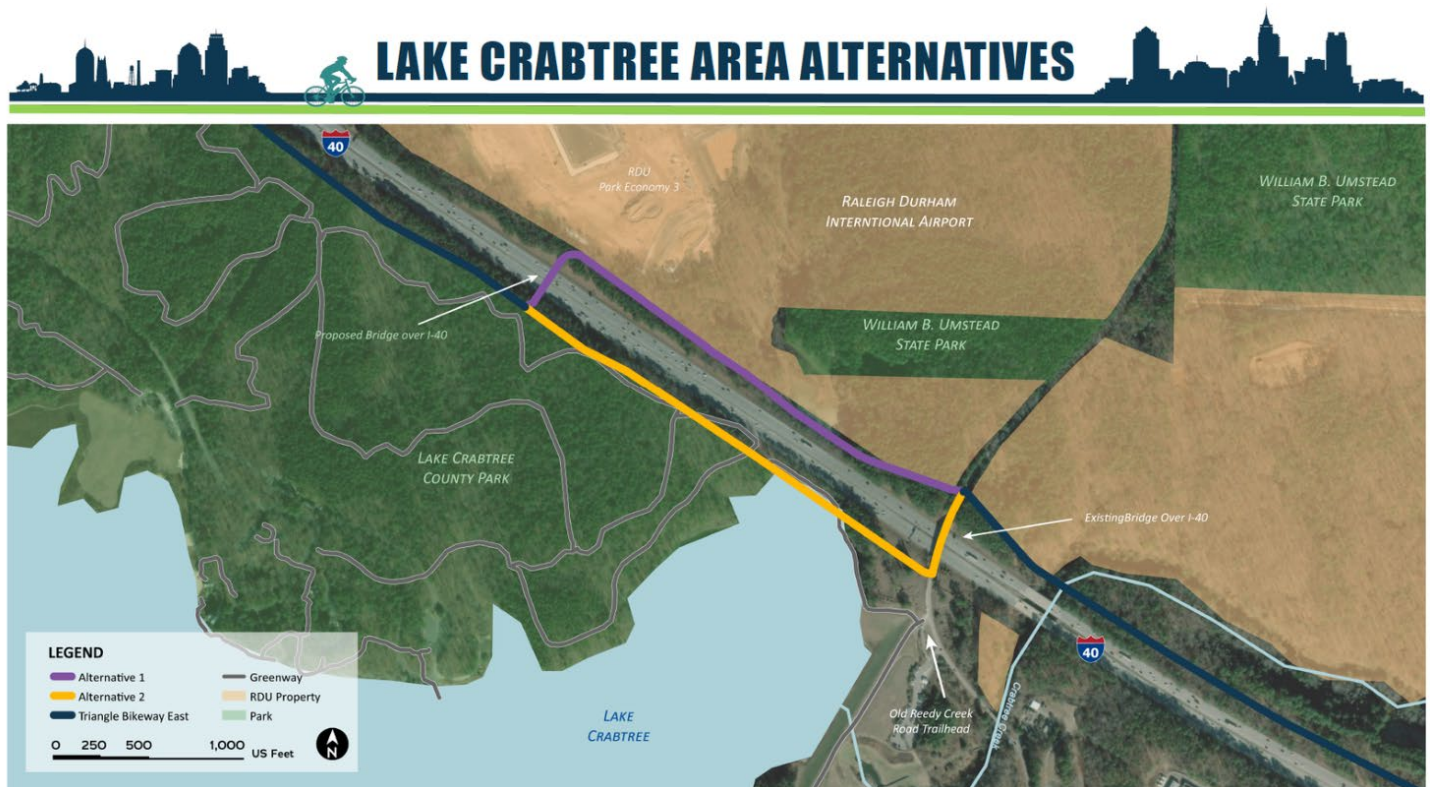 LAKE CRABTREE AREA ALTERNATIVES
40
RDU
Park Economy 3
RALEIGH DURHAM
INTERNTIONAL AIRPORT
WILLIAM B. UMSTEAD
STATE PARK
Proposed Bridge over I-40
WILLIAM B. UMSTEAD
STATE PARK
LAKE CRABTREE
COUNTY PARK
ExistingBridge Over I-40
40
Crabtree Creek
Old Reedy Creek
Road Trailhead
LAKE
CRABTREE
LEGEND
Alternative 1
Alternative 2
Triangle Bikeway East
Greenway
RDU Property
Park
0 250 500 1,000 US Feet
N